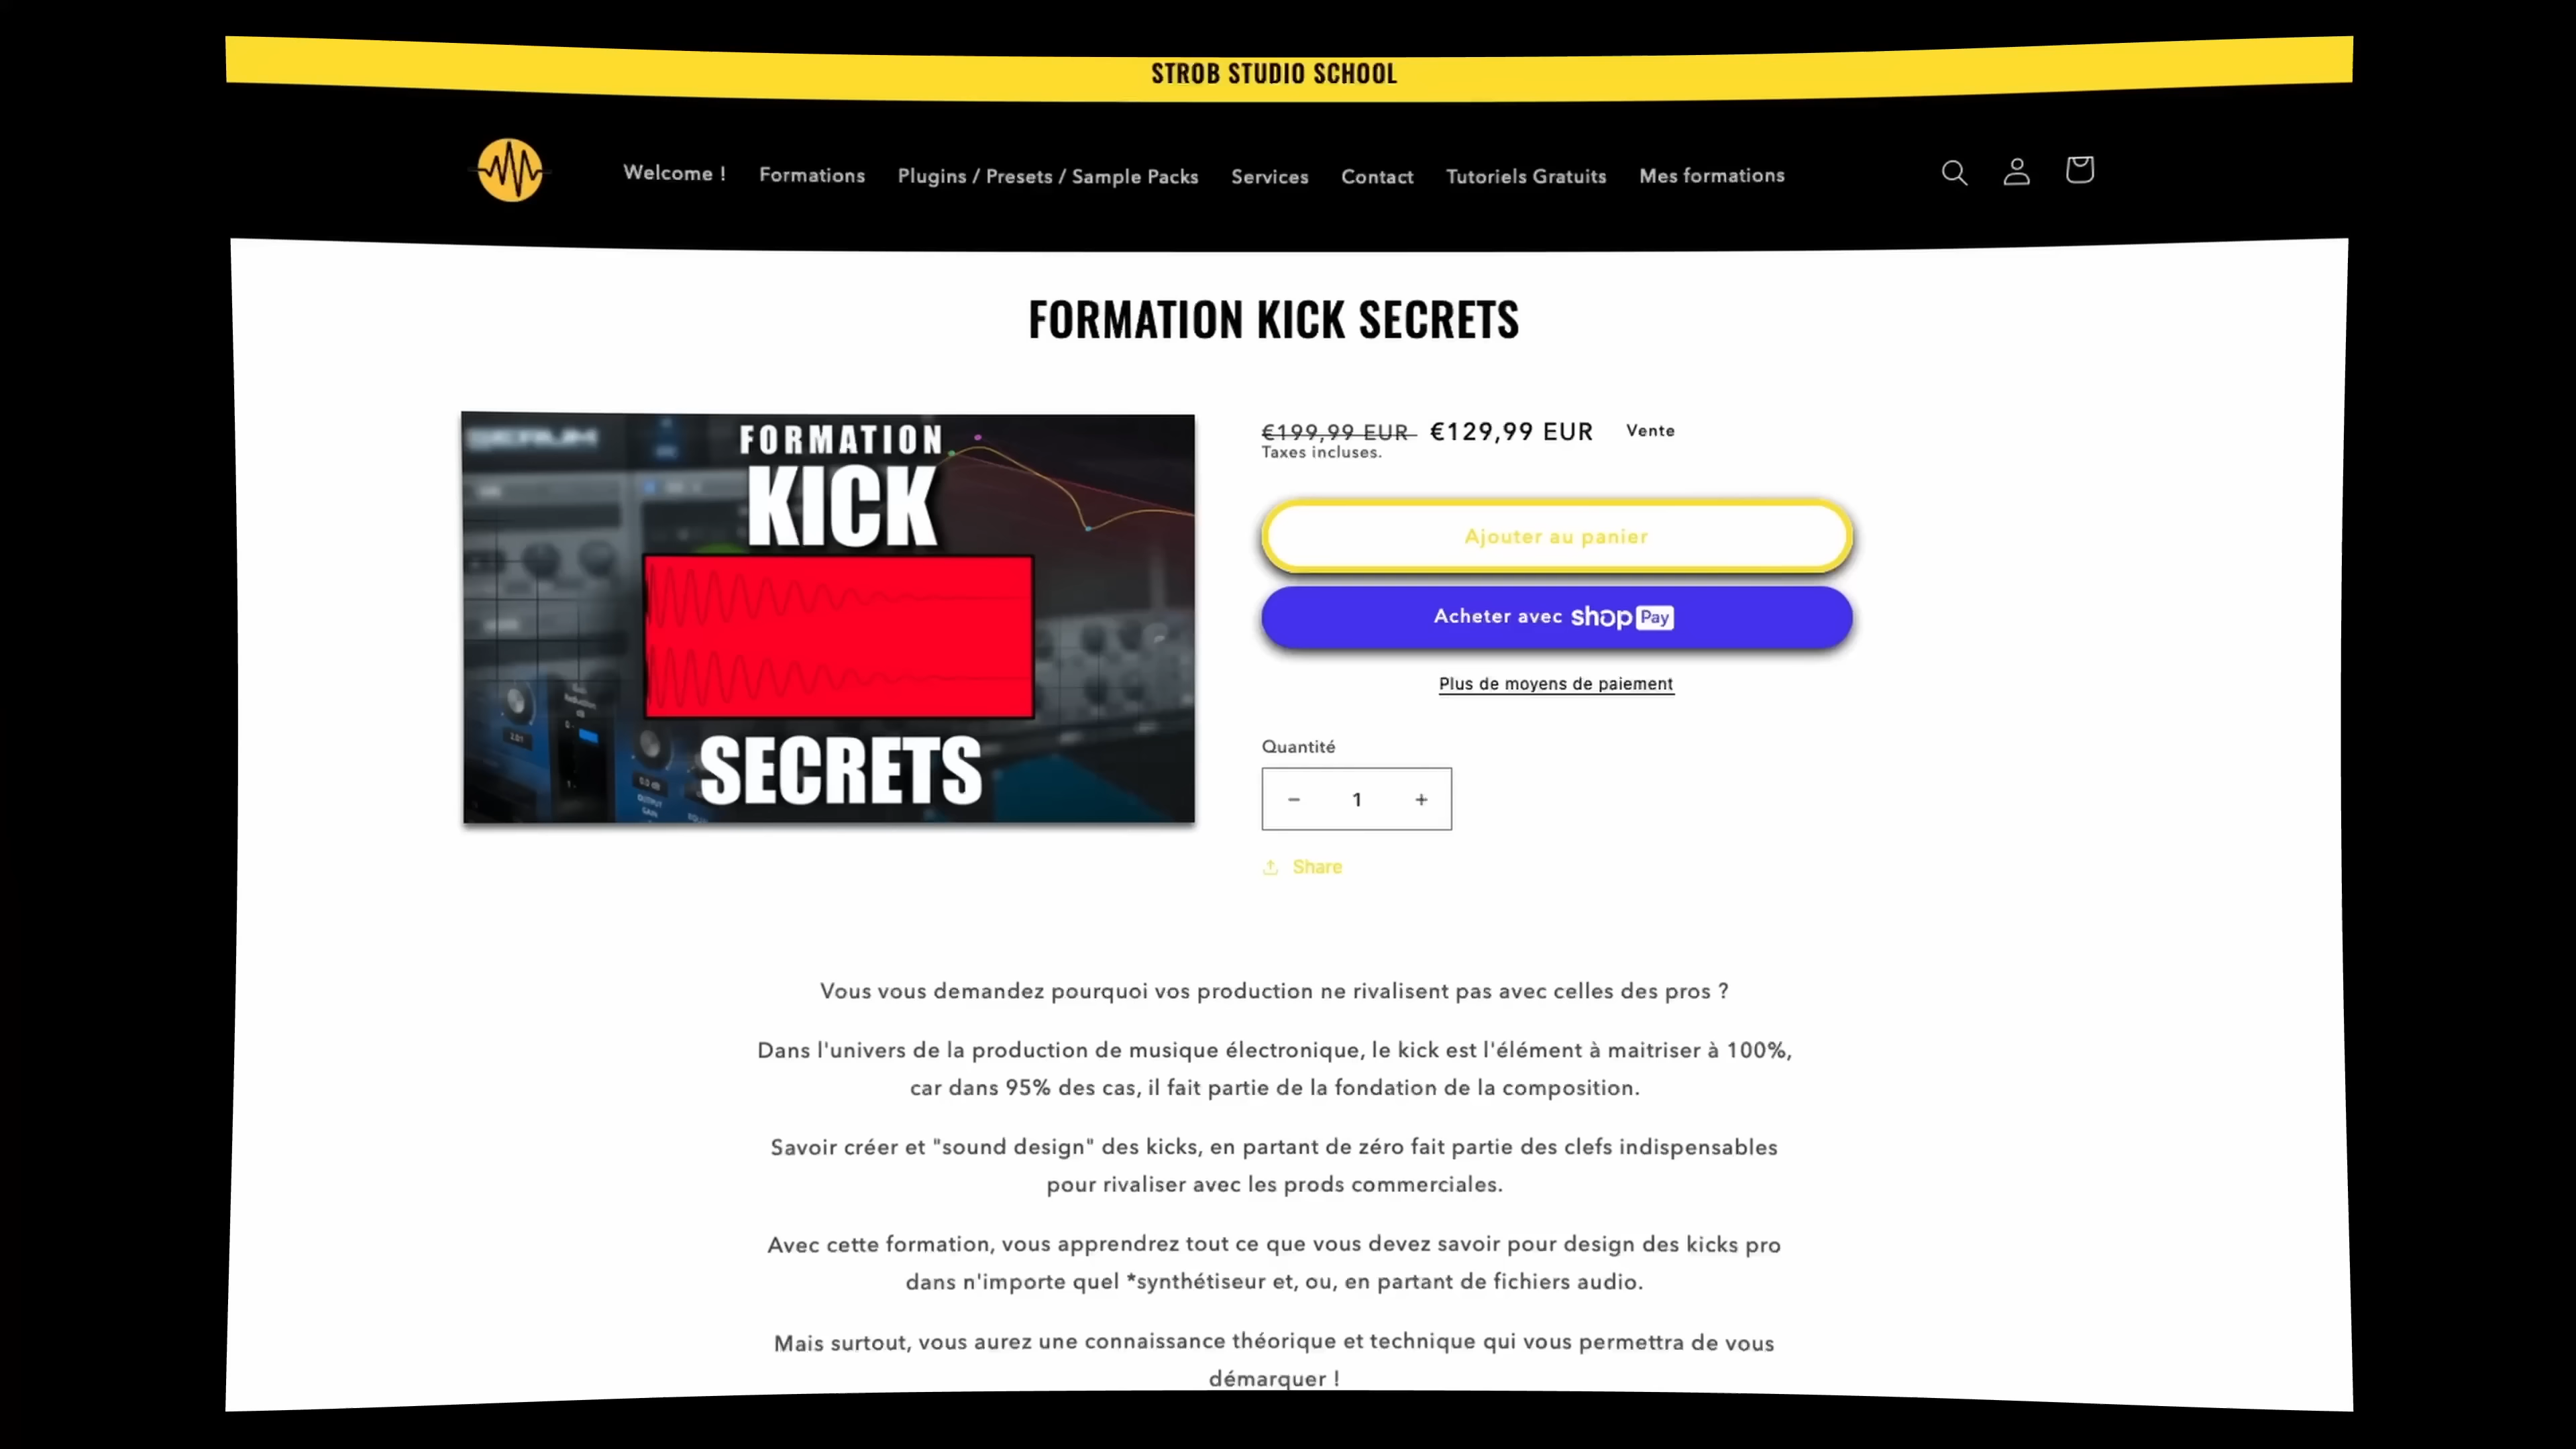 STROB STUDIO SCHOOL
Welcome !
Formations
Plugins / Presets / Sample Packs
Services
Contact
Tutoriels Gratuits
Mes formations
FORMATION KICK SECRETS
FORMATION
KICK
SECRETS
€199,99 EUR €129,99 EUR Vente
Taxes incluses.
Ajouter au panier
Acheter avec shop Pay
Plus de moyens de paiement
Quantité
− 1 +
Share
Vous vous demandez pourquoi vos production ne rivalisent pas avec celles des pros ?
Dans l'univers de la production de musique électronique, le kick est l'élément à maitriser à 100%,
car dans 95% des cas, il fait partie de la fondation de la composition.
Savoir créer et "sound design" des kicks, en partant de zéro fait partie des clefs indispensables
pour rivaliser avec les prods commerciales.
Avec cette formation, vous apprendrez tout ce que vous devez savoir pour design des kicks pro
dans n'importe quel *synthétiseur et, ou, en partant de fichiers audio.
Mais surtout, vous aurez une connaissance théorique et technique qui vous permettra de vous
démarquer !